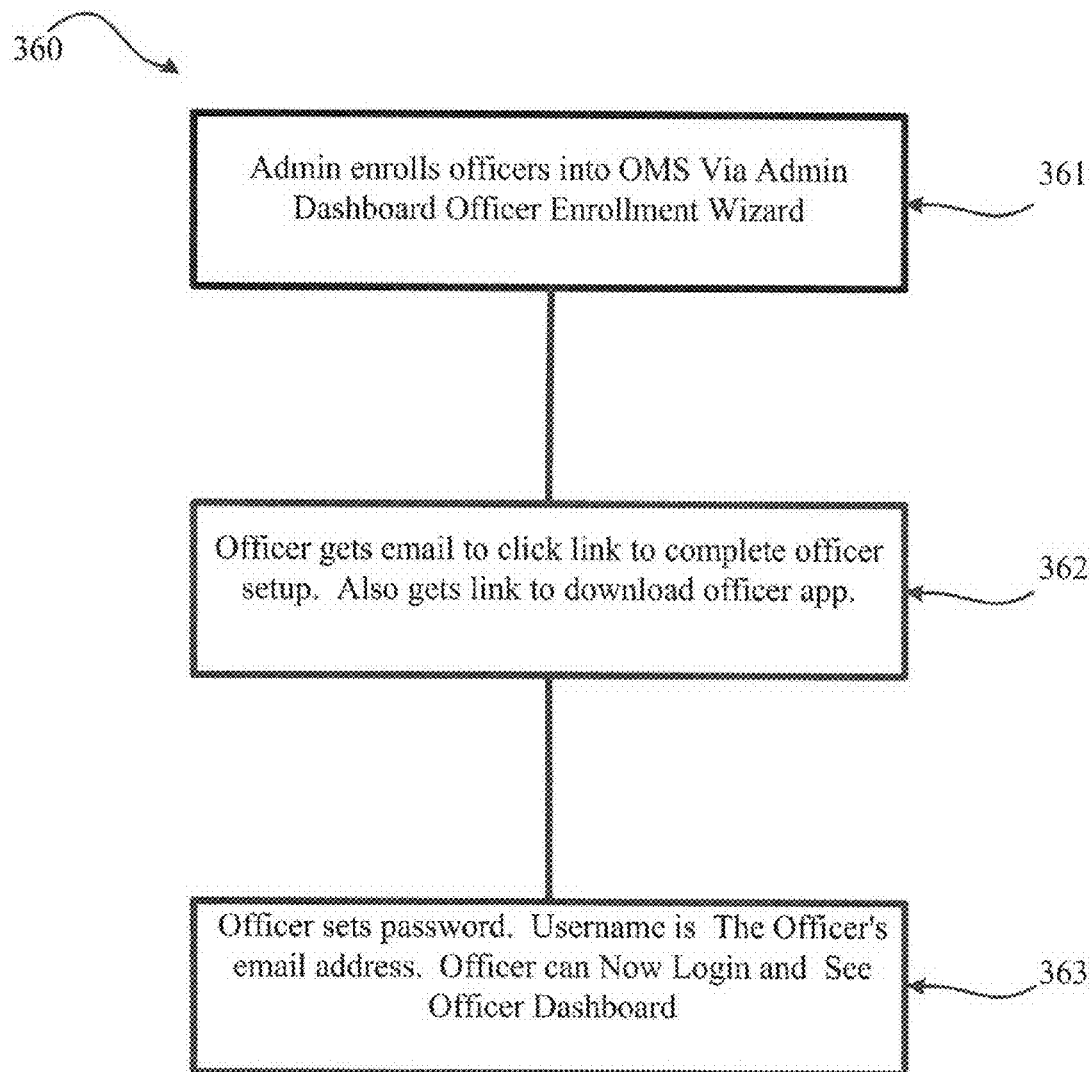 360
Admin enrolls officers into OMS Via Admin
Dashboard Officer Enrollment Wizard
361
Officer gets email to click link to complete officer
setup. Also gets link to download officer app.
362
Officer sets password. Username is The Officer's
email address. Officer can Now Login and See
Officer Dashboard
363